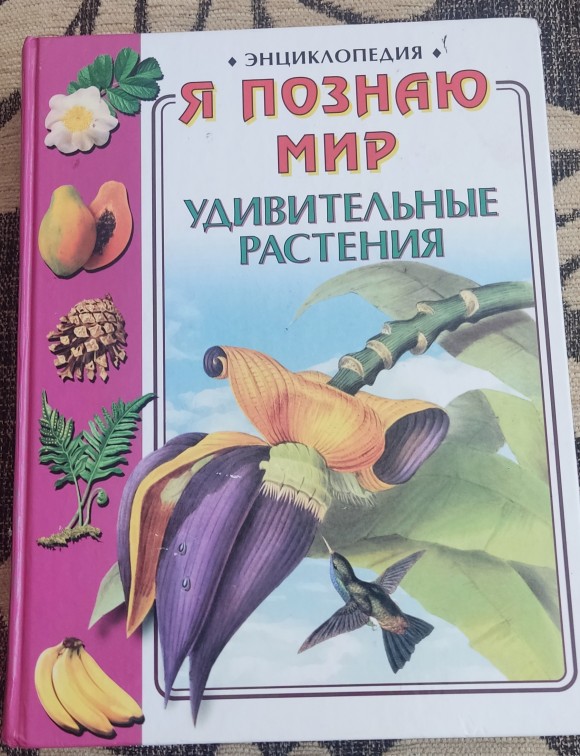 ЭНЦИКЛОПЕДИЯ
Я ПОЗНАЮ
МИР
УДИВИТЕЛЬНЫЕ
РАСТЕНИЯ